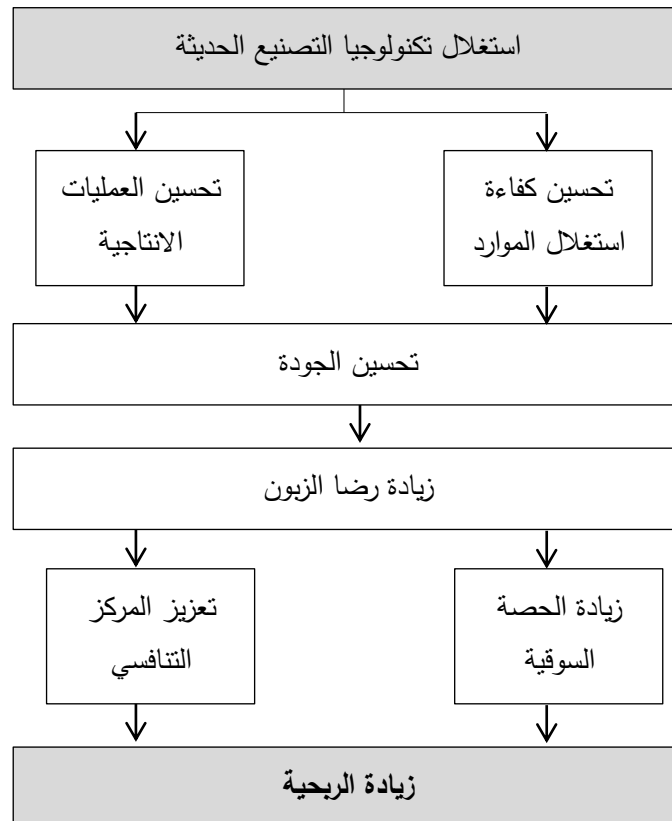 استغلال تكنولوجيا التصنيع الحديثة
تحسين كفاءة
استغلال الموارد
تحسين العمليات
الانتاجية
تحسين الجودة
زيادة رضا الزبون
زيادة الحصة
السوقية
تعزيز المركز
التنافسي
زيادة الربحية